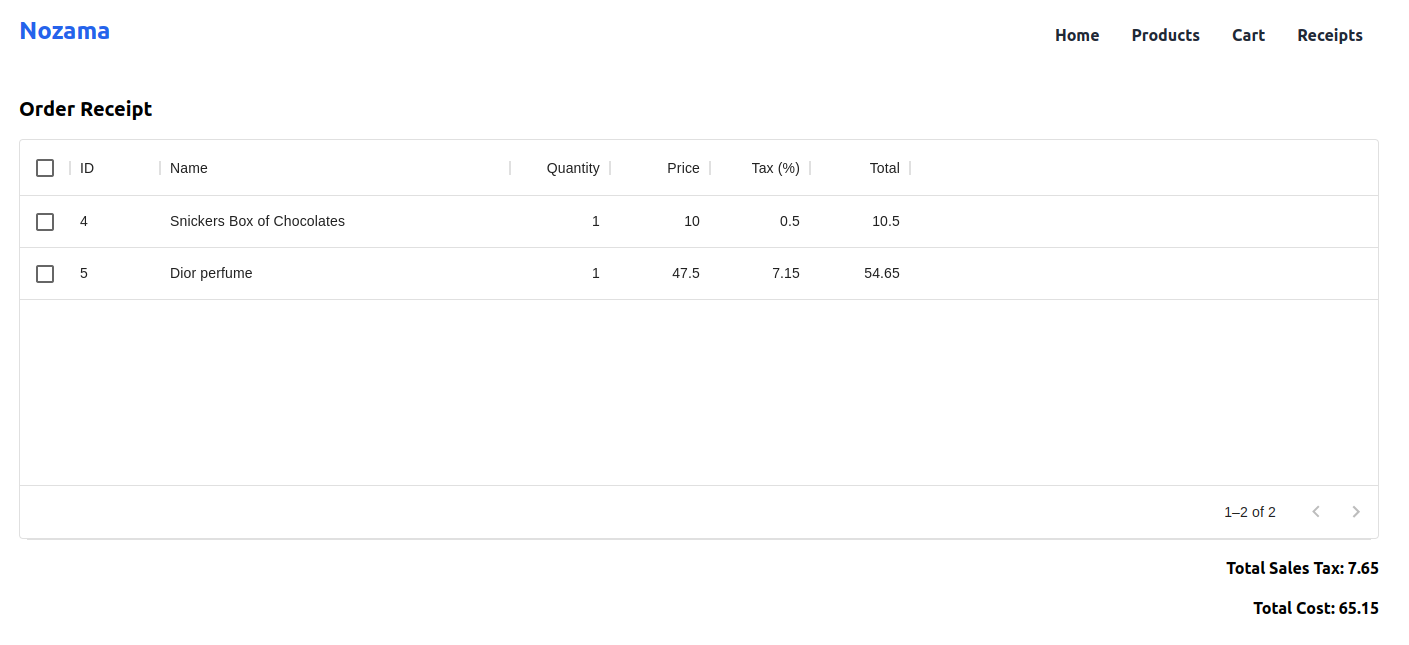 Nozama
Home Products Cart Receipts
Order Receipt
ID Name Quantity Price Tax (%) Total
4 Snickers Box of Chocolates 1 10 0.5 10.5
5 Dior perfume 1 47.5 7.15 54.65
1–2 of 2
Total Sales Tax: 7.65
Total Cost: 65.15